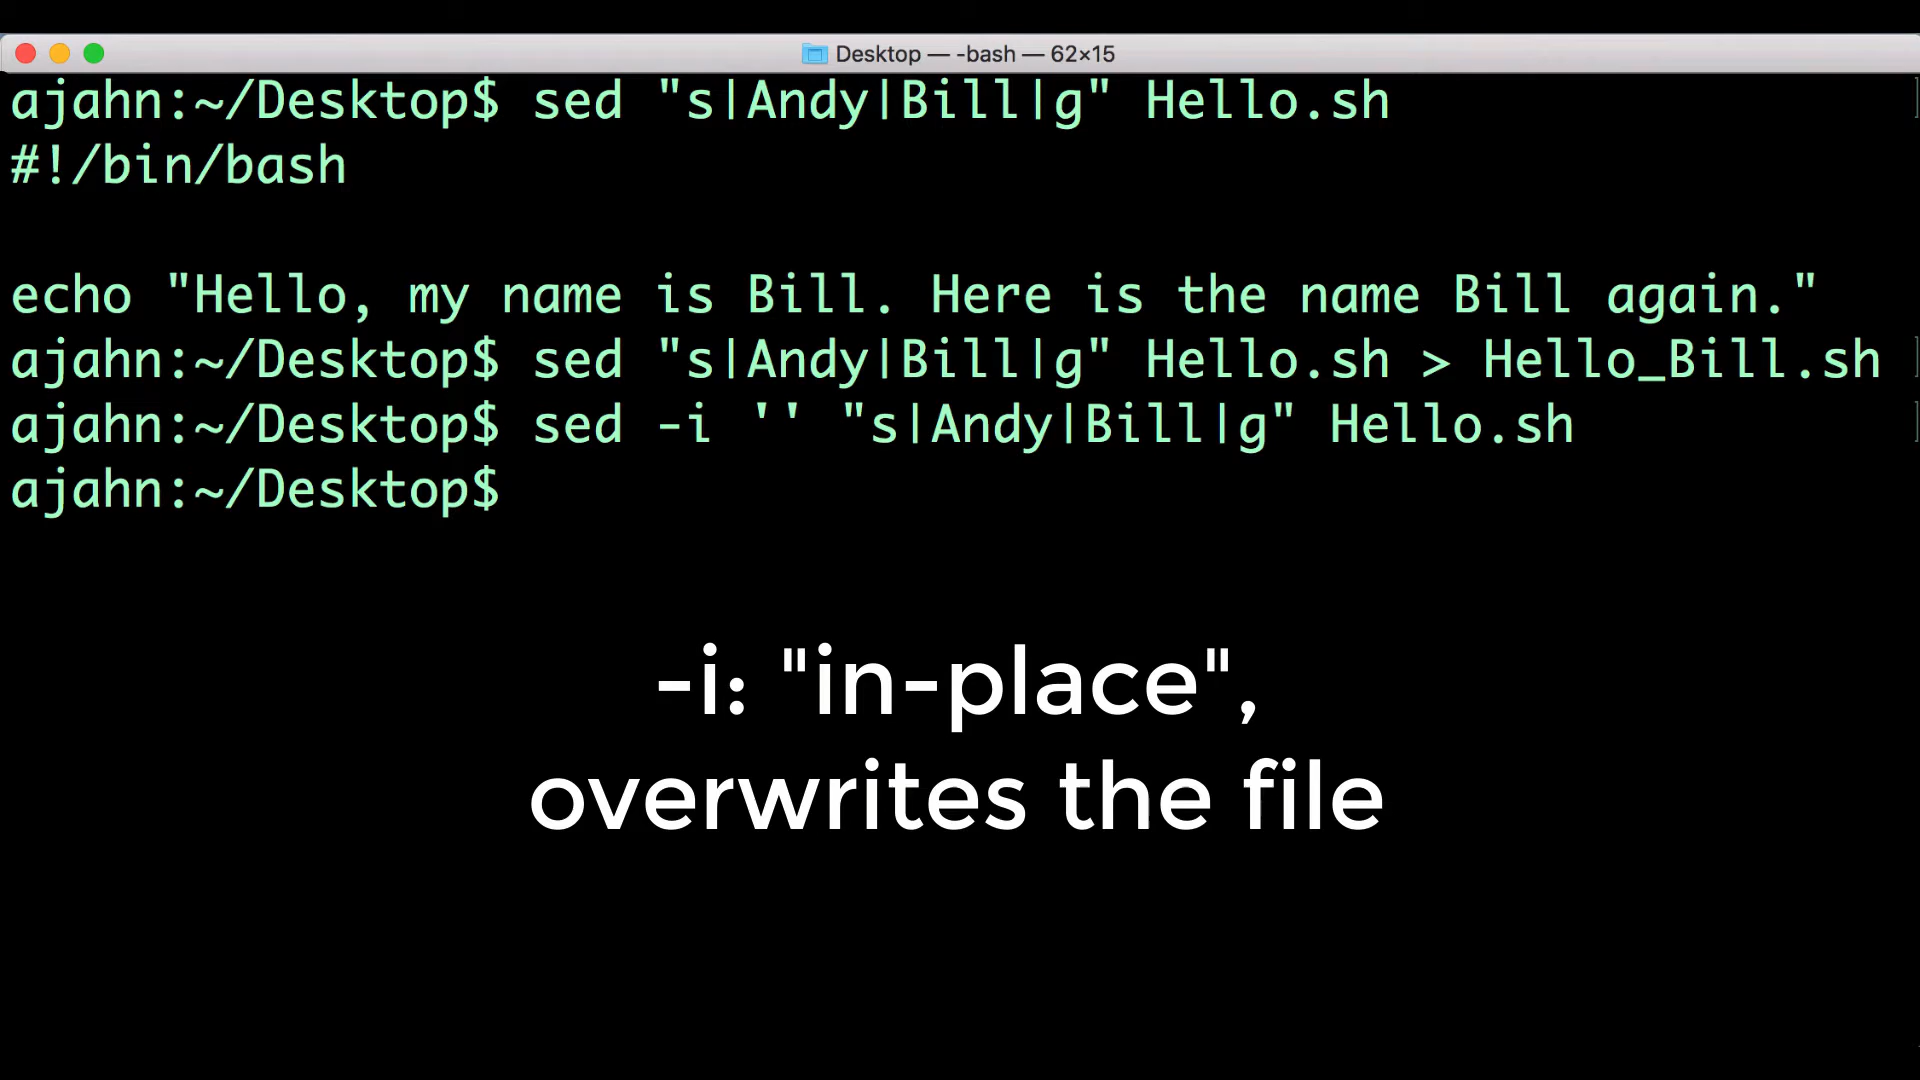 Desktop — -bash — 62×15
ajahn:~/Desktop$ sed "s|Andy|Bill|g" Hello.sh
#!/bin/bash
echo "Hello, my name is Bill. Here is the name Bill again."
ajahn:~/Desktop$ sed "s|Andy|Bill|g" Hello.sh > Hello_Bill.sh
ajahn:~/Desktop$ sed -i '' "s|Andy|Bill|g" Hello.sh
ajahn:~/Desktop$
-i: "in-place",
overwrites the file